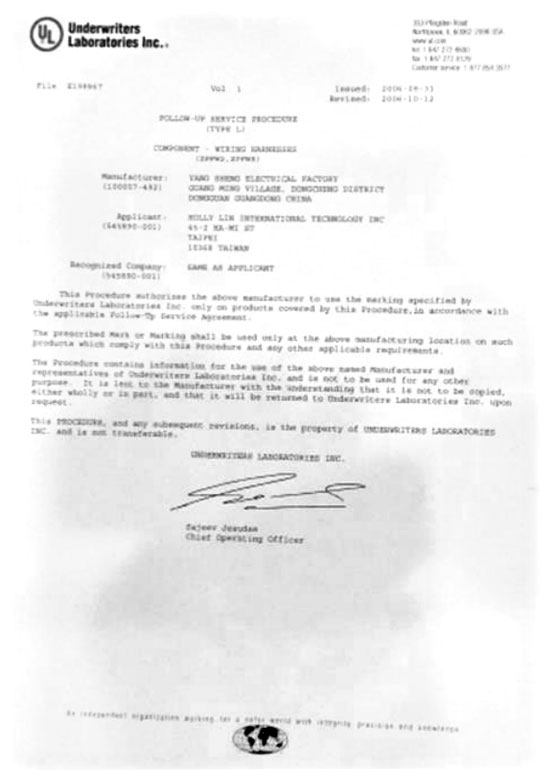 UL
Underwriters
Laboratories Inc.®
333 Pfingsten Road
Northbrook, IL 60062 2096 USA
www.ul.com
tel 1 847 272 8800
fax 1 847 272 8129
Customer service 1 877 854 3577
File E198967 Vol 1 Issued: 2006-
Revised: 2006-10-12
FOLLOW-UP SERVICE PROCEDURE
(TYPE L)
COMPONENT - WIRING HARNESSES
(ZPFW2, ZPFW8)
Manufacturer: YANG SHENG ELECTRICAL FACTORY
(100057-492) GUANG MING VILLAGE, DONGCHENG DISTRICT
DONGGUAN GUANGDONG CHINA
Applicant: HOLLY LIN INTERNATIONAL TECHNOLOGY INC
(545890-001) 45-2 HA-MI ST
TAIPEI
10368 TAIWAN
Recognized Company: SAME AS APPLICANT
(545890-001)
This Procedure authorizes the above manufacturer to use the marking specified by
Underwriters Laboratories Inc. only on products covered by this Procedure, in accordance with
the applicable Follow-Up Service Agreement.
The prescribed Mark or Marking shall be used only at the above manufacturing location on such
products which comply with this Procedure and any other applicable requirements.
The Procedure contains information for the use of the above named Manufacturer and
representatives of Underwriters Laboratories Inc. and is not to be used for any other
purpose. It is lent to the Manufacturer with the understanding that it is not to be copied,
either wholly or in part, and that it will be returned to Underwriters Laboratories Inc. upon
request.
This PROCEDURE, and any subsequent revisions, is the property of UNDERWRITERS LABORATORIES
INC. and is not transferable.
UNDERWRITERS LABORATORIES INC.
Sajeev Jesudas
Chief Operating Officer
An independent organization working for a safer world with integrity, precision and knowledge